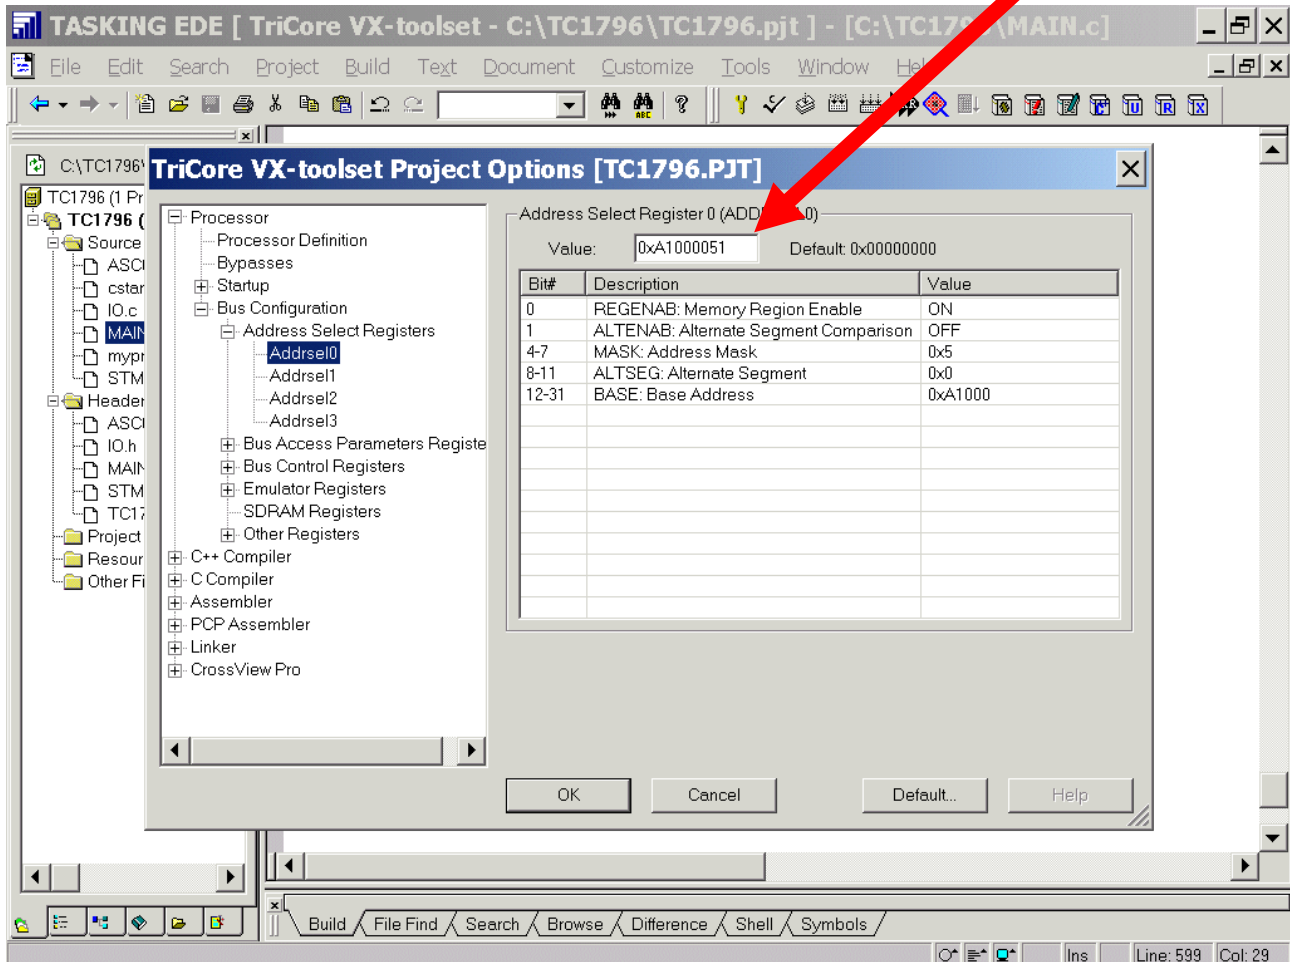 TASKING EDE [ TriCore VX-toolset - C:\TC1796\TC1796.pjt ] - [C:\TC1796\MAIN.c]
File Edit Search Project Build Text Document Customize Tools Window
C:\TC1796\
TriCore VX-toolset Project Options [TC1796.PJT]
TC1796 (1 Pr
TC1796 (
Source
ASC
cstar
IO.c
MAIN
mypr
STM
Header
ASC
IO.h
MAIN
STM
TC17
Project
Resour
Other Fi
Processor
Processor Definition
Bypasses
Startup
Bus Configuration
Address Select Registers
Addrsel0
Addrsel1
Addrsel2
Addrsel3
Bus Access Parameters Registe
Bus Control Registers
Emulator Registers
SDRAM Registers
Other Registers
C++ Compiler
C Compiler
Assembler
PCP Assembler
Linker
CrossView Pro
Address Select Register 0
Value: 0xA1000051 Default: 0x00000000
Bit# Description Value
0 REGENAB: Memory Region Enable ON
1 ALTENAB: Alternate Segment Comparison OFF
4-7 MASK: Address Mask 0x5
8-11 ALTSEG: Alternate Segment 0x0
12-31 BASE: Base Address 0xA1000
OK Cancel Default... Help
Build File Find Search Browse Difference Shell Symbols
Ins Line: 599 Col: 29